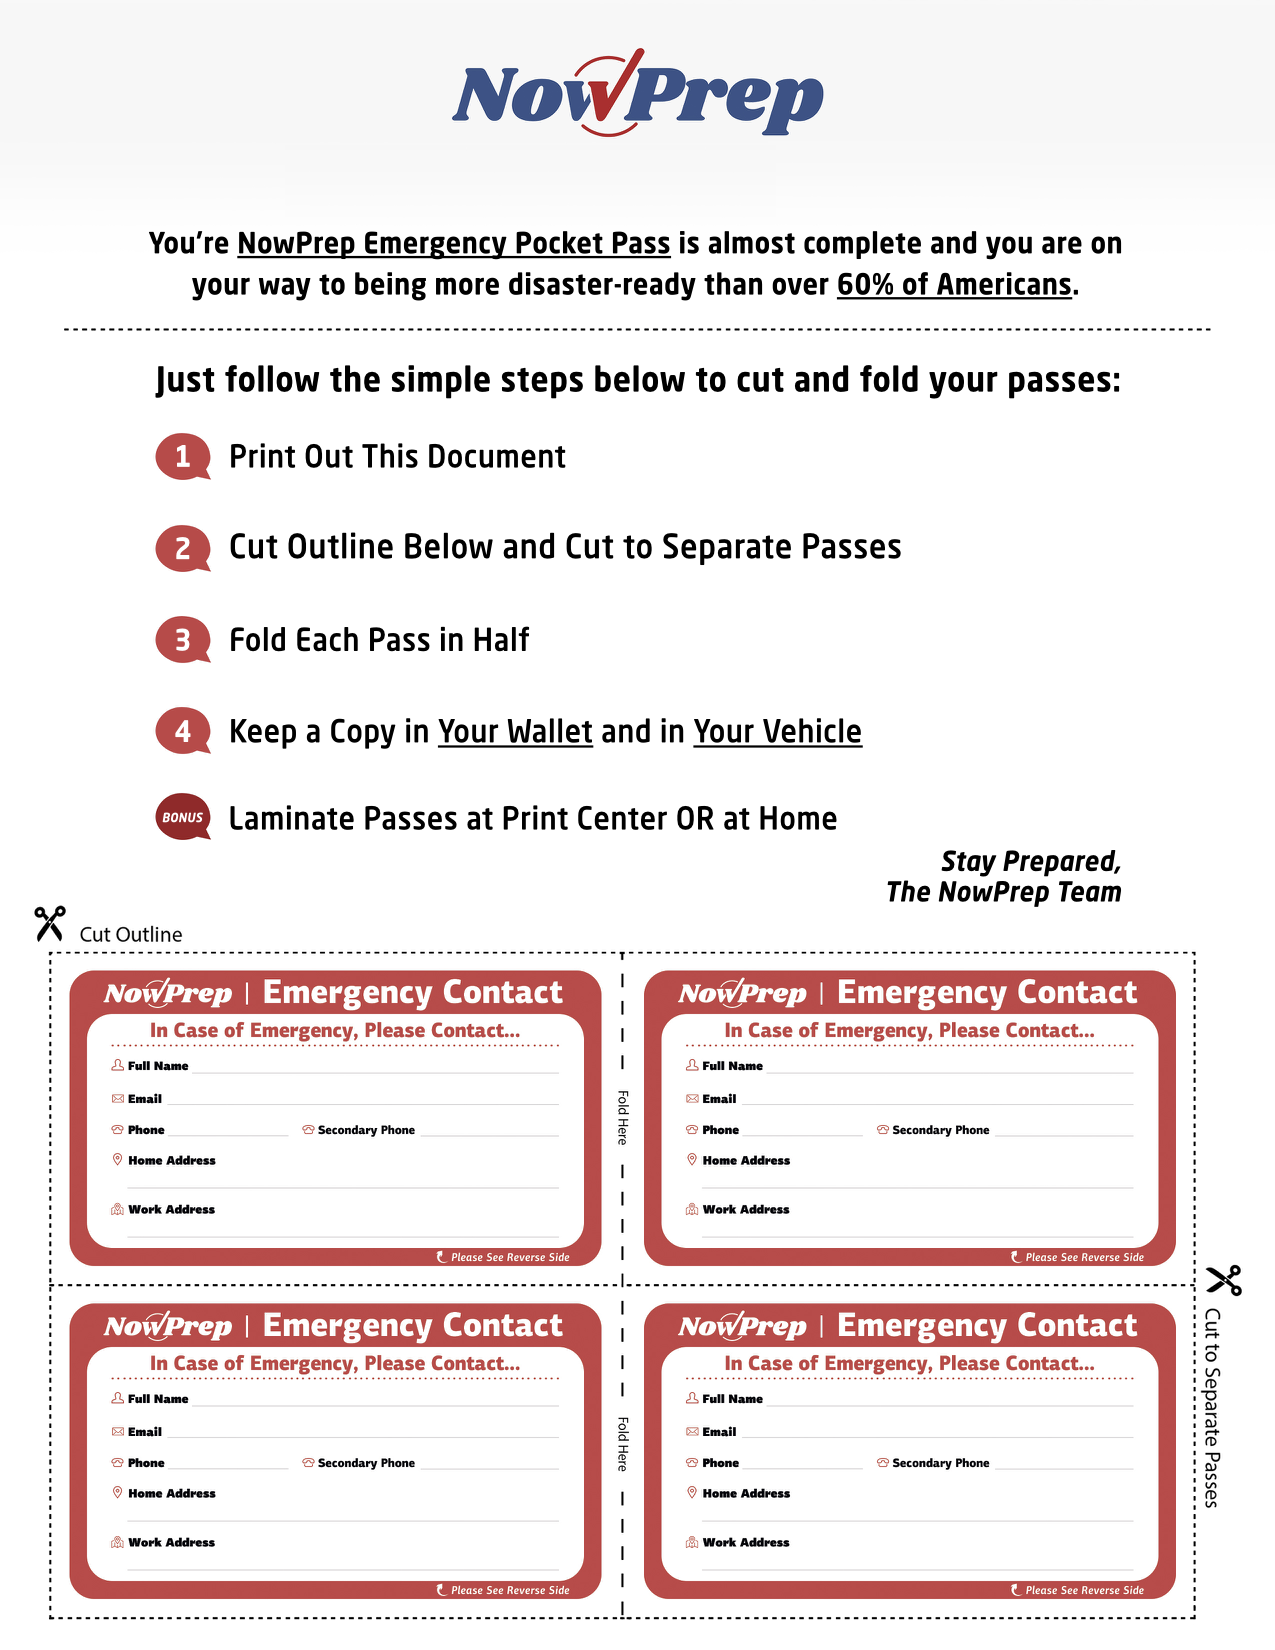 NowPrep
You're NowPrep Emergency Pocket Pass is almost complete and you are on
your way to being more disaster-ready than over 60% of Americans.
Just follow the simple steps below to cut and fold your passes:
1 Print Out This Document
2 Cut Outline Below and Cut to Separate Passes
3 Fold Each Pass in Half
4 Keep a Copy in Your Wallet and in Your Vehicle
BONUS Laminate Passes at Print Center OR at Home
Stay Prepared,
The NowPrep Team
Cut Outline
NowPrep | Emergency Contact
In Case of Emergency, Please Contact...
Full Name
Email
Phone Secondary Phone
Home Address
Work Address
Please See Reverse Side
Fold Here
NowPrep | Emergency Contact
In Case of Emergency, Please Contact...
Full Name
Email
Phone Secondary Phone
Home Address
Work Address
Please See Reverse Side
NowPrep | Emergency Contact
In Case of Emergency, Please Contact...
Full Name
Email
Phone Secondary Phone
Home Address
Work Address
Please See Reverse Side
Fold Here
NowPrep | Emergency Contact
In Case of Emergency, Please Contact...
Full Name
Email
Phone Secondary Phone
Home Address
Work Address
Please See Reverse Side
Cut to Separate Passes